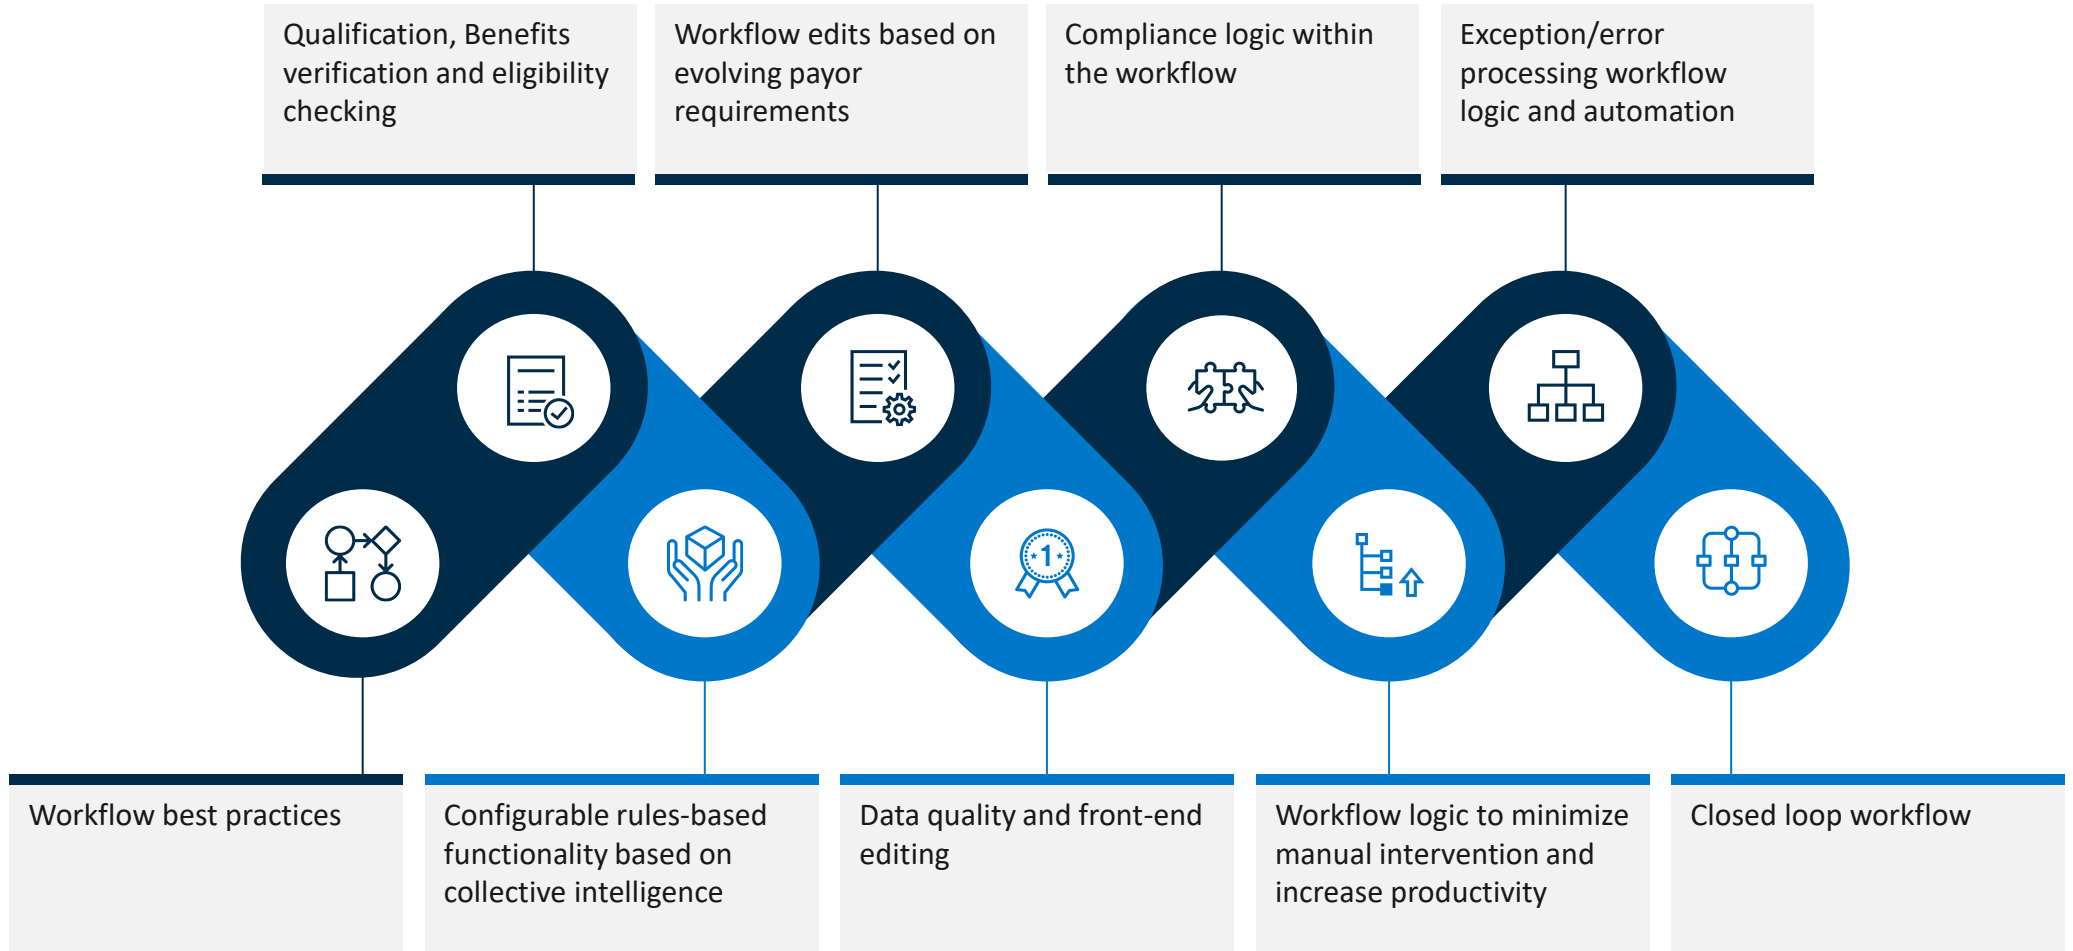 Qualification, Benefits
verification and eligibility
checking
Workflow edits based on
evolving payor
requirements
Compliance logic within
the workflow
Exception/error
processing workflow
logic and automation
1
Workflow best practices
Configurable rules-based
functionality based on
collective intelligence
Data quality and front-end
editing
Workflow logic to minimize
manual intervention and
increase productivity
Closed loop workflow